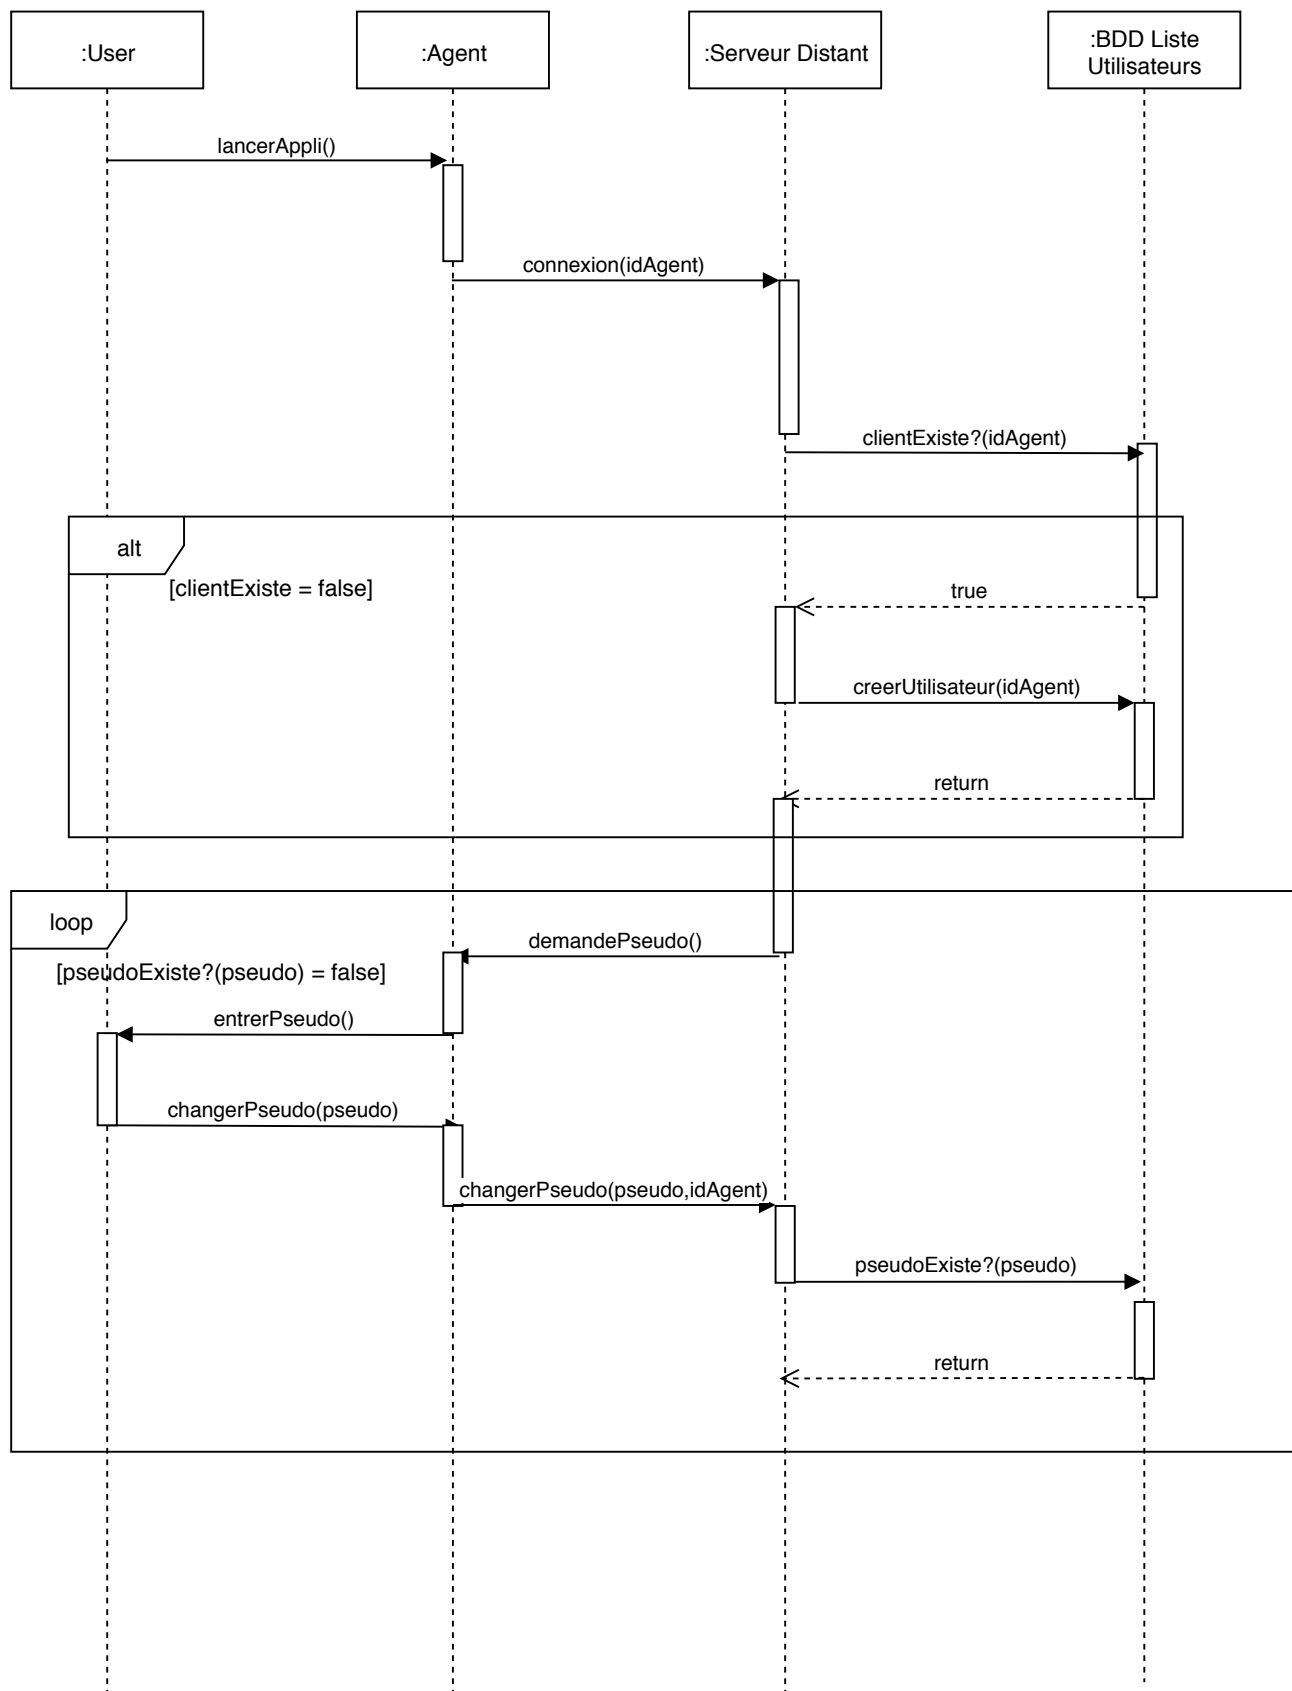 :User
:Agent
:Serveur Distant
:BDD Liste
Utilisateurs
lancerAppli()
connexion(idAgent)
clientExiste?(idAgent)
alt
[clientExiste = false]
true
creerUtilisateur(idAgent)
return
loop
demandePseudo()
[pseudoExiste?(pseudo) = false]
entrerPseudo()
changerPseudo(pseudo)
changerPseudo(pseudo,idAgent)
pseudoExiste?(pseudo)
return